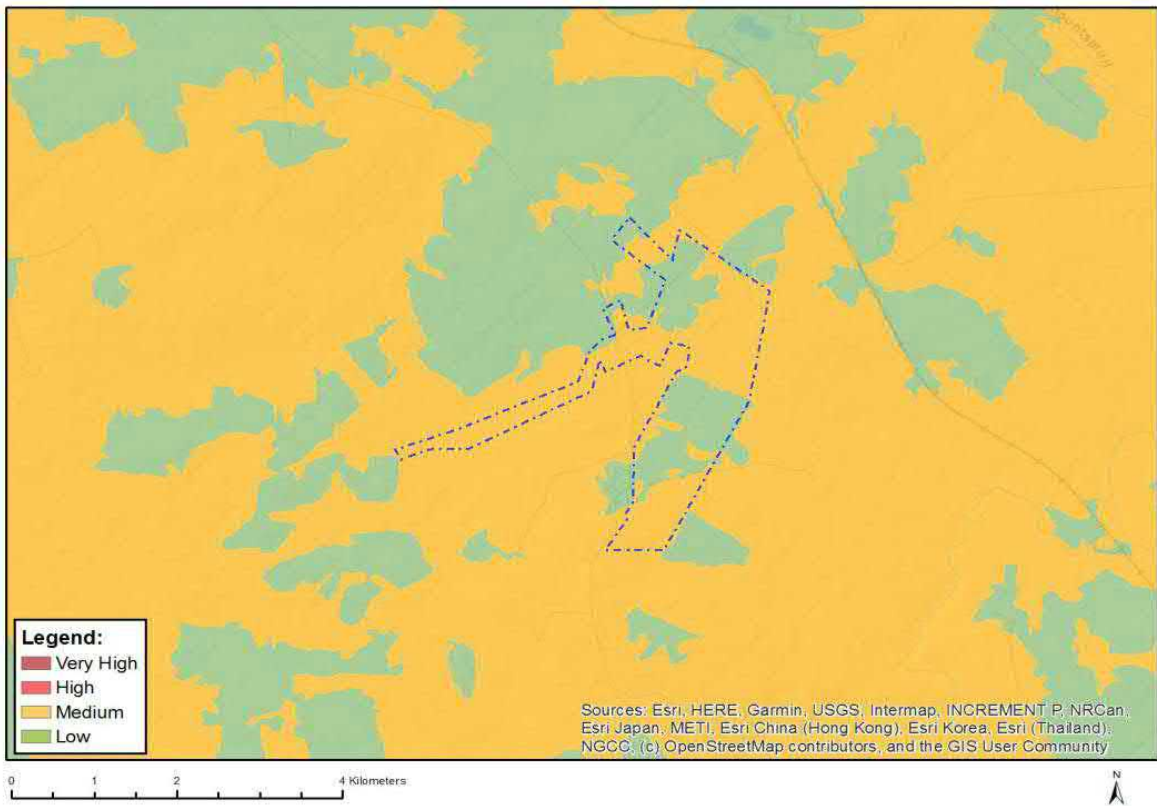 Legend:
Very High
High
Medium
Low
Sources: Esri, HERE, Garmin, USGS, Intermap, INCREMENT P, NRCan,
Esri Japan, METI, Esri China (Hong Kong), Esri Korea, Esri (Thailand),
NGCC, (c) OpenStreetMap contributors, and the GIS User Community
0 1 2 4 Kilometers
N